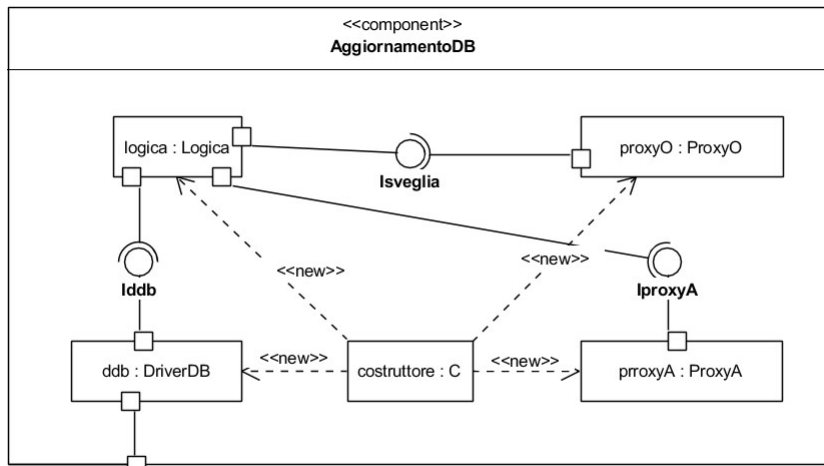 <<component>>
AggiornamentoDB
logica : Logica
proxyO : ProxyO
Isveglia
<<new>>
<<new>>
Iddb
IproxyA
<<new>>
<<new>>
ddb : DriverDB
costruttore : C
prroxyA : ProxyA